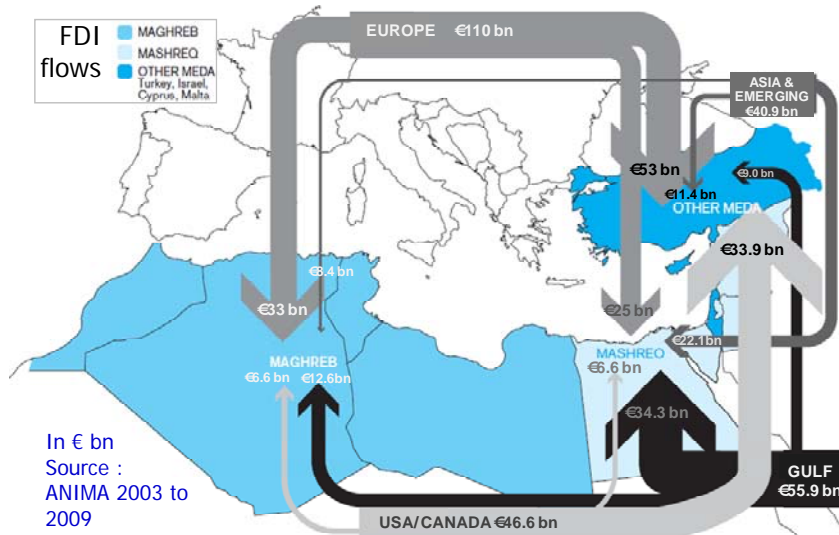 FDI
flows
MAGHREB
MASHREQ
OTHER MEDA
Turkey, Israel,
Cyprus, Malta
EUROPE €110 bn
ASIA &
EMERGING
€40.9 bn
€53 bn
€9.0 bn
€11.4 bn
OTHER MEDA
€33.9 bn
€8.4 bn
€33 bn
€25 bn
€22.1bn
MAGHREB
€6.6 bn €12.6bn
MASHREQ
€6.6 bn
€34.3 bn
In € bn
Source :
ANIMA 2003 to
2009
GULF
€55.9 bn
USA/CANADA €46.6 bn